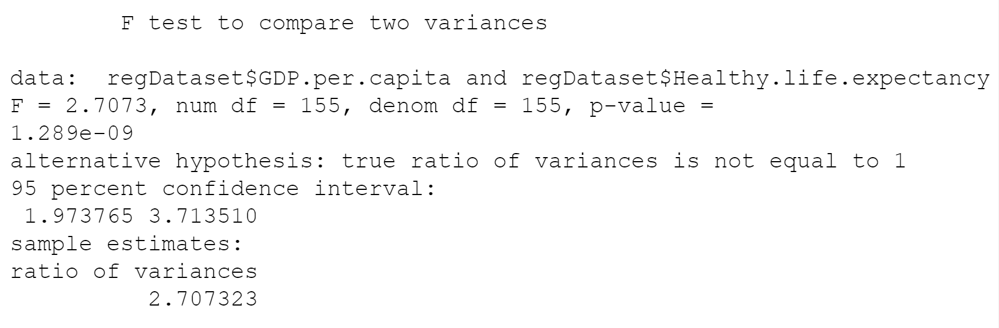 F test to compare two variances
data: regDataset$GDP.per.capita and regDataset$Healthy.life.expectancy
F = 2.7073, num df = 155, denom df = 155, p-value =
1.289e-09
alternative hypothesis: true ratio of variances is not equal to 1
95 percent confidence interval:
1.973765 3.713510
sample estimates:
ratio of variances
2.707323